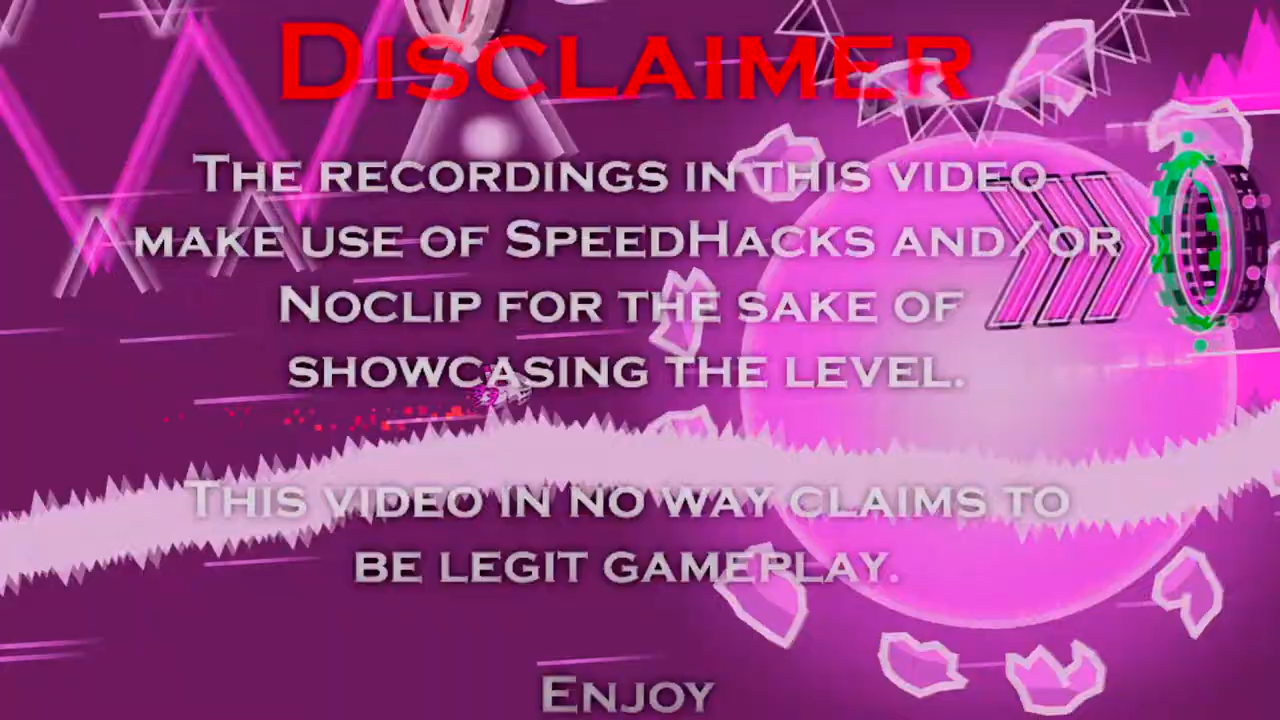 DISCLAIMER
THE RECORDINGS IN THIS VIDEO
MAKE USE OF SPEEDHACKS AND/OR
NOCLIP FOR THE SAKE OF
SHOWCASING THE LEVEL.
THIS VIDEO IN NO WAY CLAIMS TO
BE LEGIT GAMEPLAY.
ENJOY